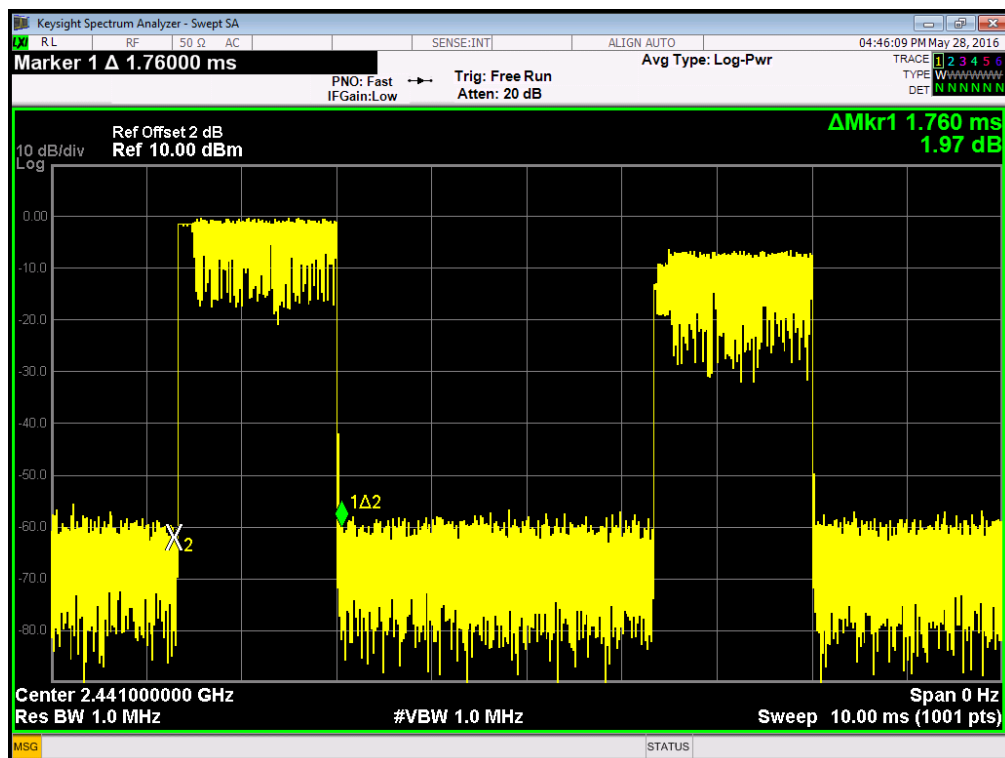 Keysight Spectrum Analyzer - Swept SA
LXI RL RF 50 Ω AC SENSE:INT ALIGN AUTO 04:46:09 PM May 28, 2016
Marker 1 Δ 1.76000 ms
PNO: Fast
IFGain:Low
Trig: Free Run
Atten: 20 dB
Avg Type: Log-Pwr
TRACE 1 2 3 4 5 6
TYPE WWWWWW
DET N N N N N N
ΔMkr1 1.760 ms
1.97 dB
10 dB/div
Log
Ref Offset 2 dB
Ref 10.00 dBm
0.00
-10.0
-20.0
-30.0
-40.0
-50.0
-60.0
-70.0
-80.0
1Δ2
X2
Center 2.441000000 GHz
Span 0 Hz
Res BW 1.0 MHz
#VBW 1.0 MHz
Sweep 10.00 ms (1001 pts)
MSG
STATUS